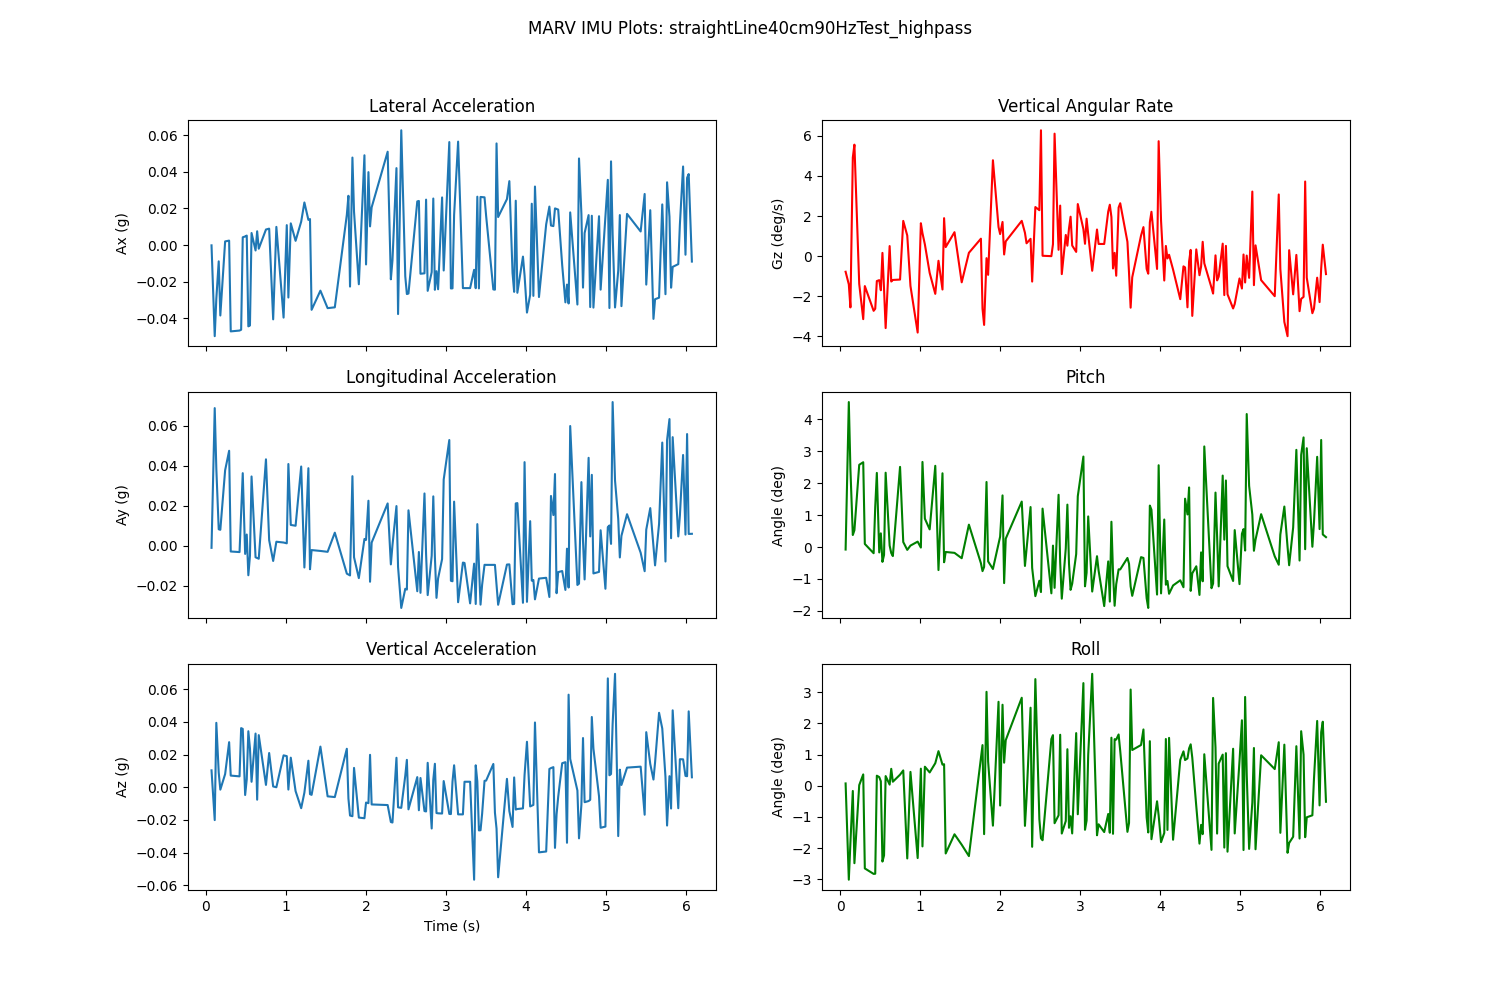 MARV IMU Plots: straightLine40cm90HzTest_highpass
Lateral Acceleration
Ax (g)
0.06
0.04
0.02
0.00
−0.02
−0.04
Vertical Angular Rate
Gz (deg/s)
6
4
2
0
−2
−4
Longitudinal Acceleration
Ay (g)
0.06
0.04
0.02
0.00
−0.02
Pitch
Angle (deg)
4
3
2
1
0
−1
−2
Vertical Acceleration
Az (g)
0.06
0.04
0.02
0.00
−0.02
−0.04
−0.06
0 1 2 3 4 5 6
Time (s)
Roll
Angle (deg)
3
2
1
0
−1
−2
−3
0 1 2 3 4 5 6